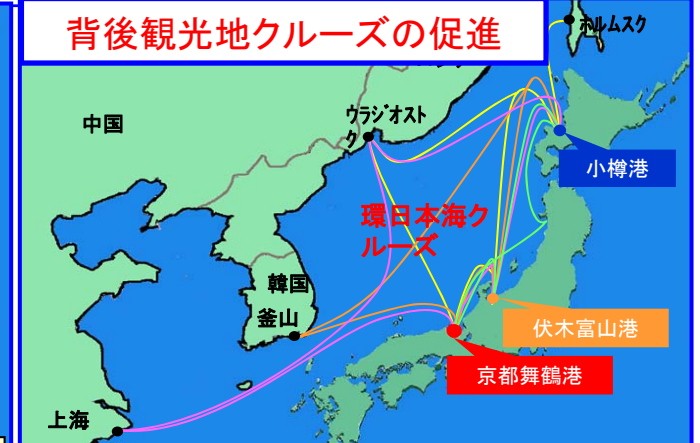 背後観光地クルーズの促進
ホルムスク
中国
ウラジオスト
ク
小樽港
環日本海ク
ルーズ
韓国
釜山
伏木富山港
京都舞鶴港
上海